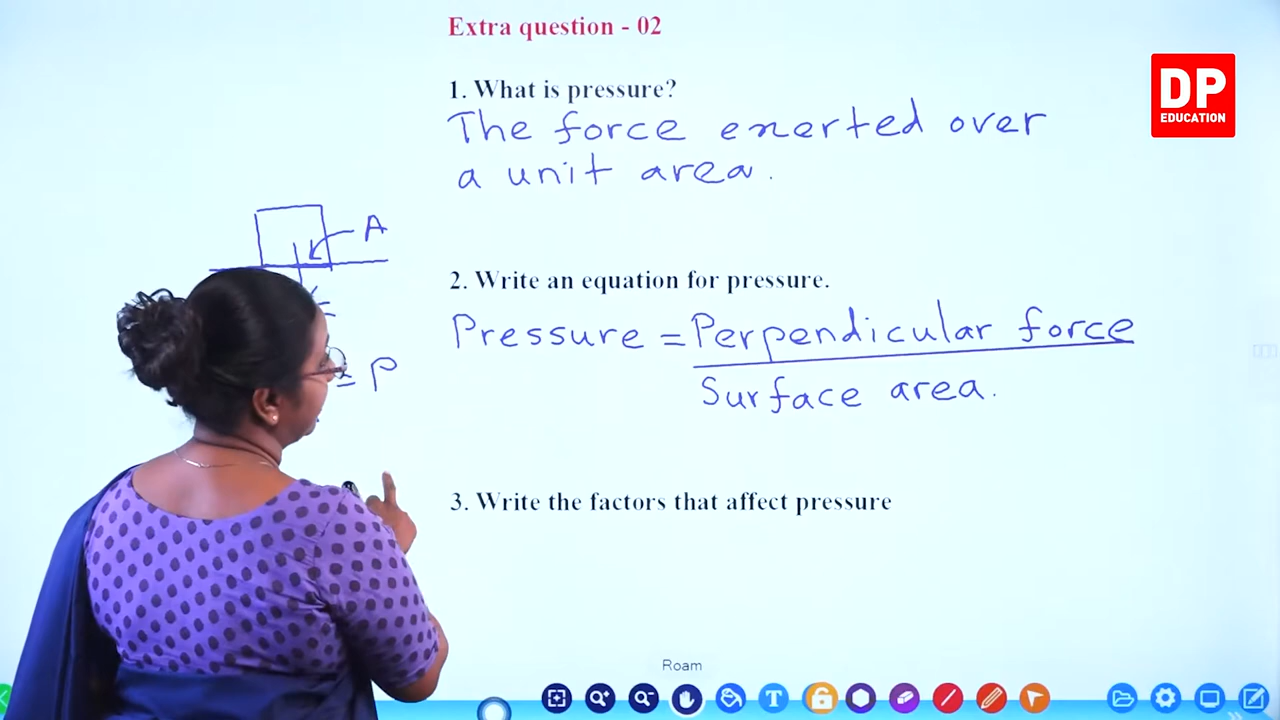 Extra question - 02
DP
EDUCATION
1. What is pressure?
The force exerted over
a unit area.
A
2. Write an equation for pressure.
Pressure = Perpendicular force
Surface area.
P
3. Write the factors that affect pressure
Roam
T